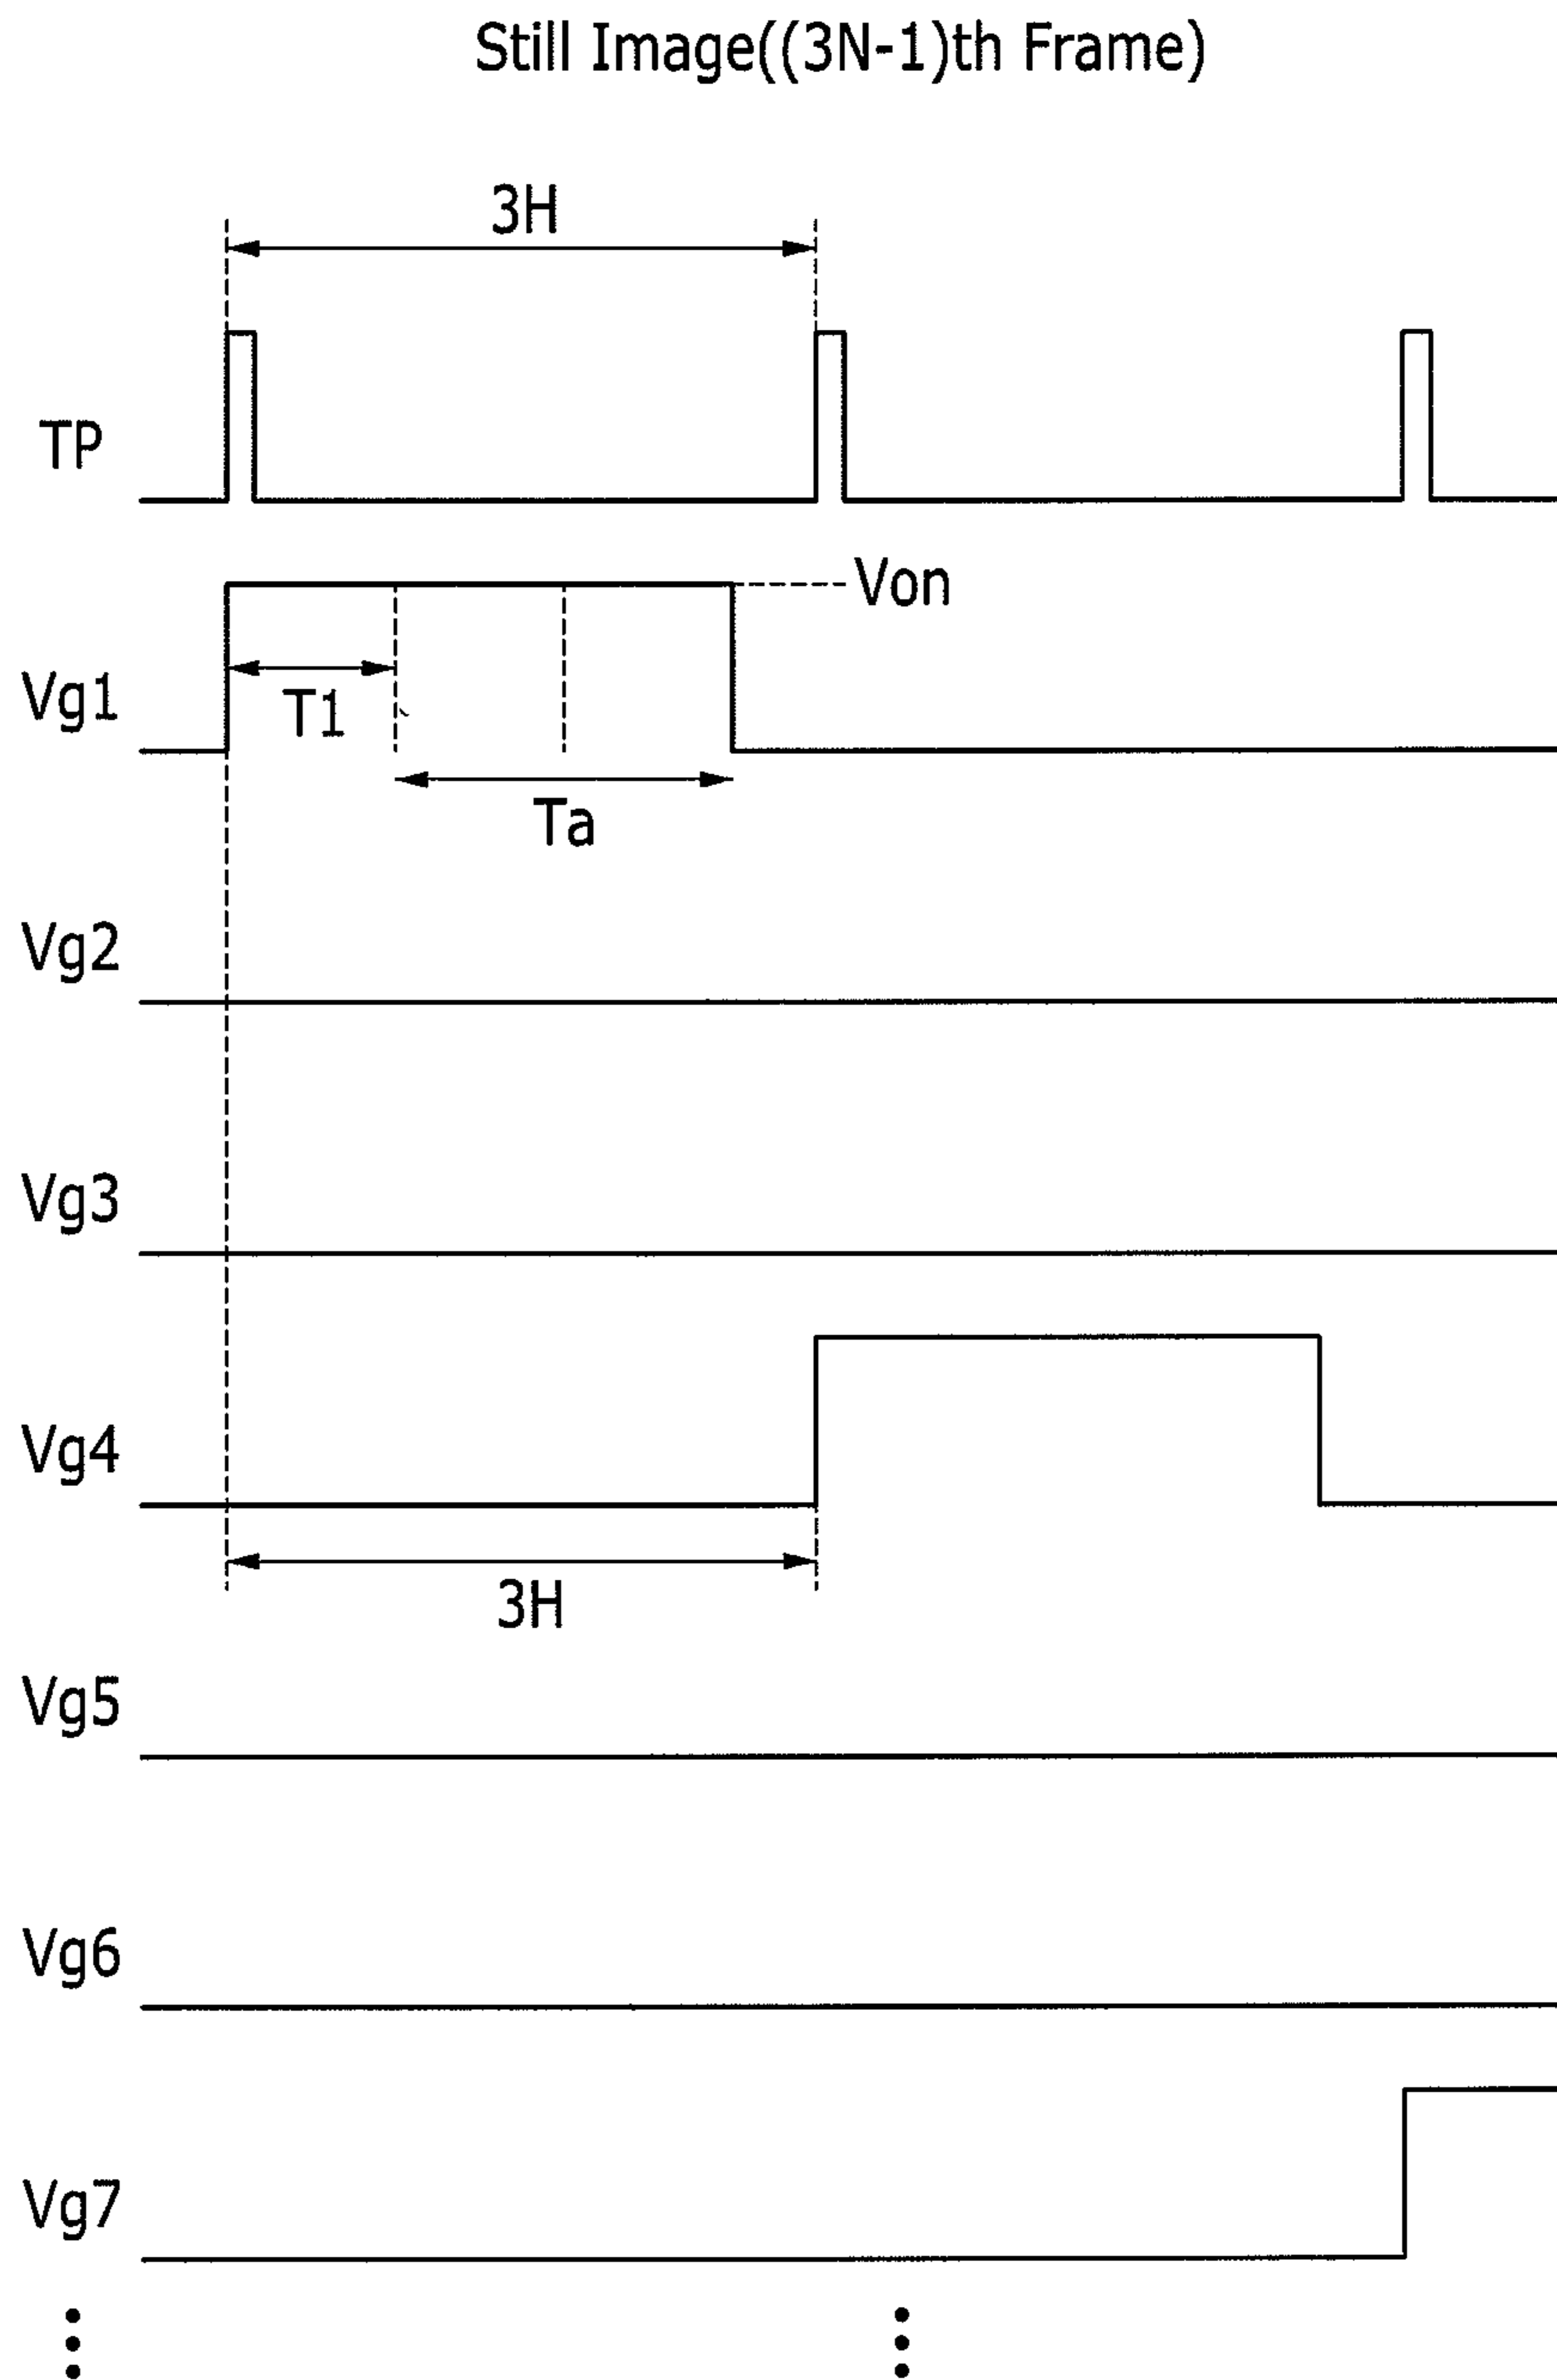 Still Image((3N-1)th Frame)
3H
TP
Von
Vg1
T1
Ta
Vg2
Vg3
Vg4
3H
Vg5
Vg6
Vg7